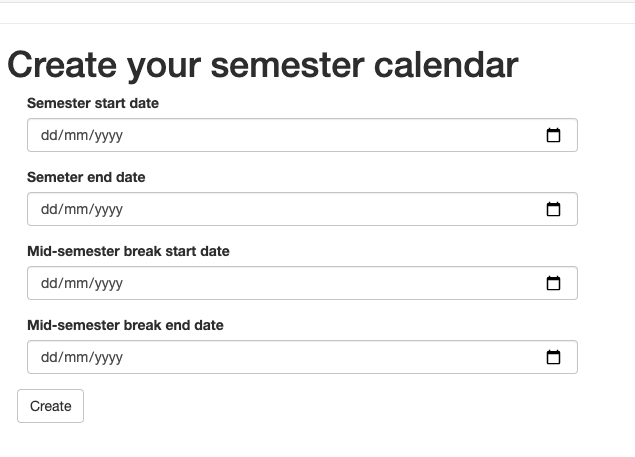 Create your semester calendar
Semester start date
dd/mm/yyyy
Semeter end date
dd/mm/yyyy
Mid-semester break start date
dd/mm/yyyy
Mid-semester break end date
dd/mm/yyyy
Create